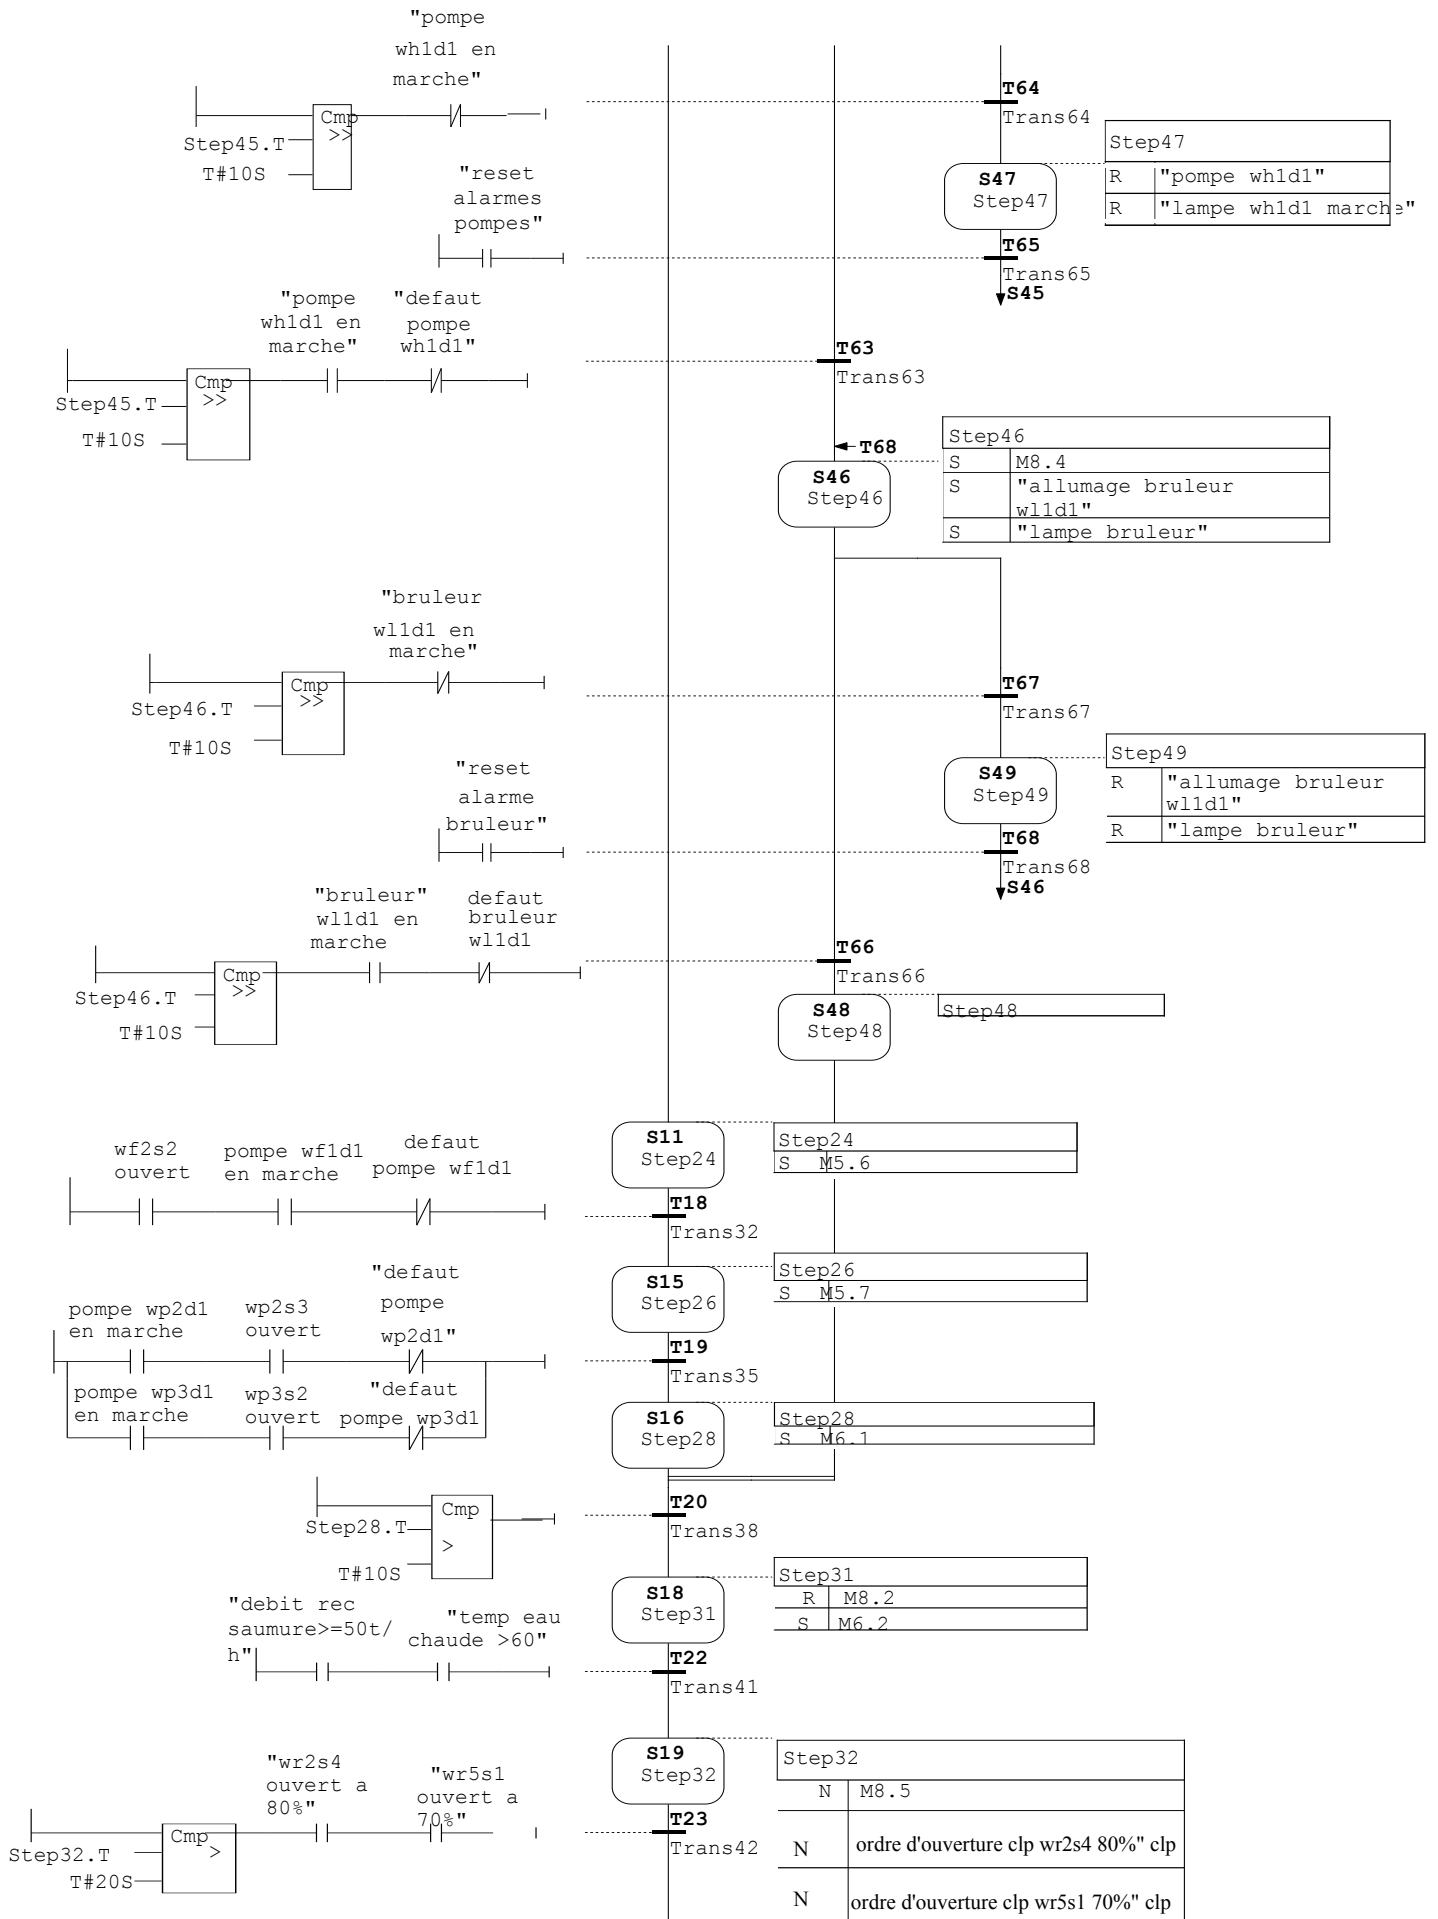 "pompe
wh1d1 en
marche"
T64
Cmp
>>
Trans64
Step45.T
T#10S
Step47
"reset
alarmes
pompes"
S47
Step47
R "pompe wh1d1"
R "lampe wh1d1 marche"
T65
Trans65
S45
"pompe
wh1d1 en
marche"
"defaut
pompe
wh1d1"
T63
Trans63
Cmp
>>
Step45.T
T#10S
T68
Step46
S M8.4
S "allumage bruleur
wl1d1"
S "lampe bruleur"
S46
Step46
"bruleur
wl1d1 en
marche"
Cmp
>>
Step46.T
T#10S
T67
Trans67
Step49
R "allumage bruleur
wl1d1"
R "lampe bruleur"
S49
Step49
"reset
alarme
bruleur"
T68
Trans68
S46
"bruleur"
wl1d1 en
marche
defaut
bruleur
wl1d1
T66
Trans66
Cmp
>>
Step46.T
T#10S
S48
Step48
Step48
wf2s2
ouvert
pompe wf1d1
en marche
defaut
pompe wf1d1
S11
Step24
Step24
S M5.6
T18
Trans32
"defaut
pompe
wp2d1"
S15
Step26
Step26
S M5.7
pompe wp2d1
en marche
wp2s3
ouvert
T19
Trans35
pompe wp3d1
en marche
wp3s2
ouvert
"defaut
pompe wp3d1
S16
Step28
Step28
S M6.1
T20
Trans38
Cmp
>
Step28.T
T#10S
S18
Step31
Step31
R M8.2
S M6.2
"debit rec
saumure>=50t/
h"
"temp eau
chaude >60"
T22
Trans41
"wr2s4
ouvert a
80%"
"wr5s1
ouvert a
70%"
S19
Step32
Step32
N M8.5
N ordre d'ouverture clp wr2s4 80%" clp
N ordre d'ouverture clp wr5s1 70%" clp
T23
Trans42
Cmp
>
Step32.T
T#20S